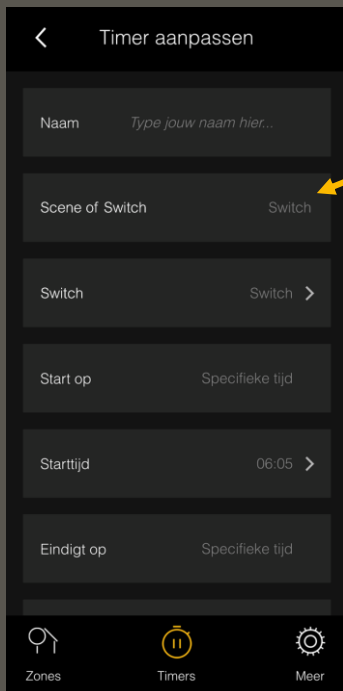 Timer aanpassen
Naam Type jouw naam hier...
Scene of Switch Switch
Switch Switch
Start op Specifieke tijd
Starttijd 06:05
Eindigt op Specifieke tijd
Zones Timers Meer